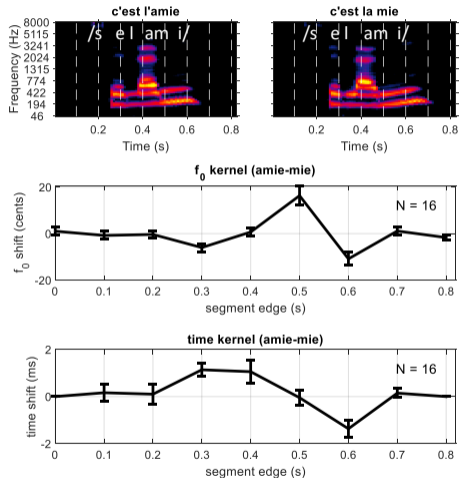 c'est l'amie
c'est la mie
8000
5115
3241
2024
1315
774
422
194
46
Frequency (Hz)
/s e l am i/
/s e l am i/
0.2 0.4 0.6 0.8
0.2 0.4 0.6 0.8
Time (s)
Time (s)
f0 kernel (amie-mie)
20
0
-20
f0 shift (cents)
N = 16
0 0.1 0.2 0.3 0.4 0.5 0.6 0.7 0.8
segment edge (s)
time kernel (amie-mie)
2
0
-2
time shift (ms)
N = 16
0 0.1 0.2 0.3 0.4 0.5 0.6 0.7 0.8
segment edge (s)